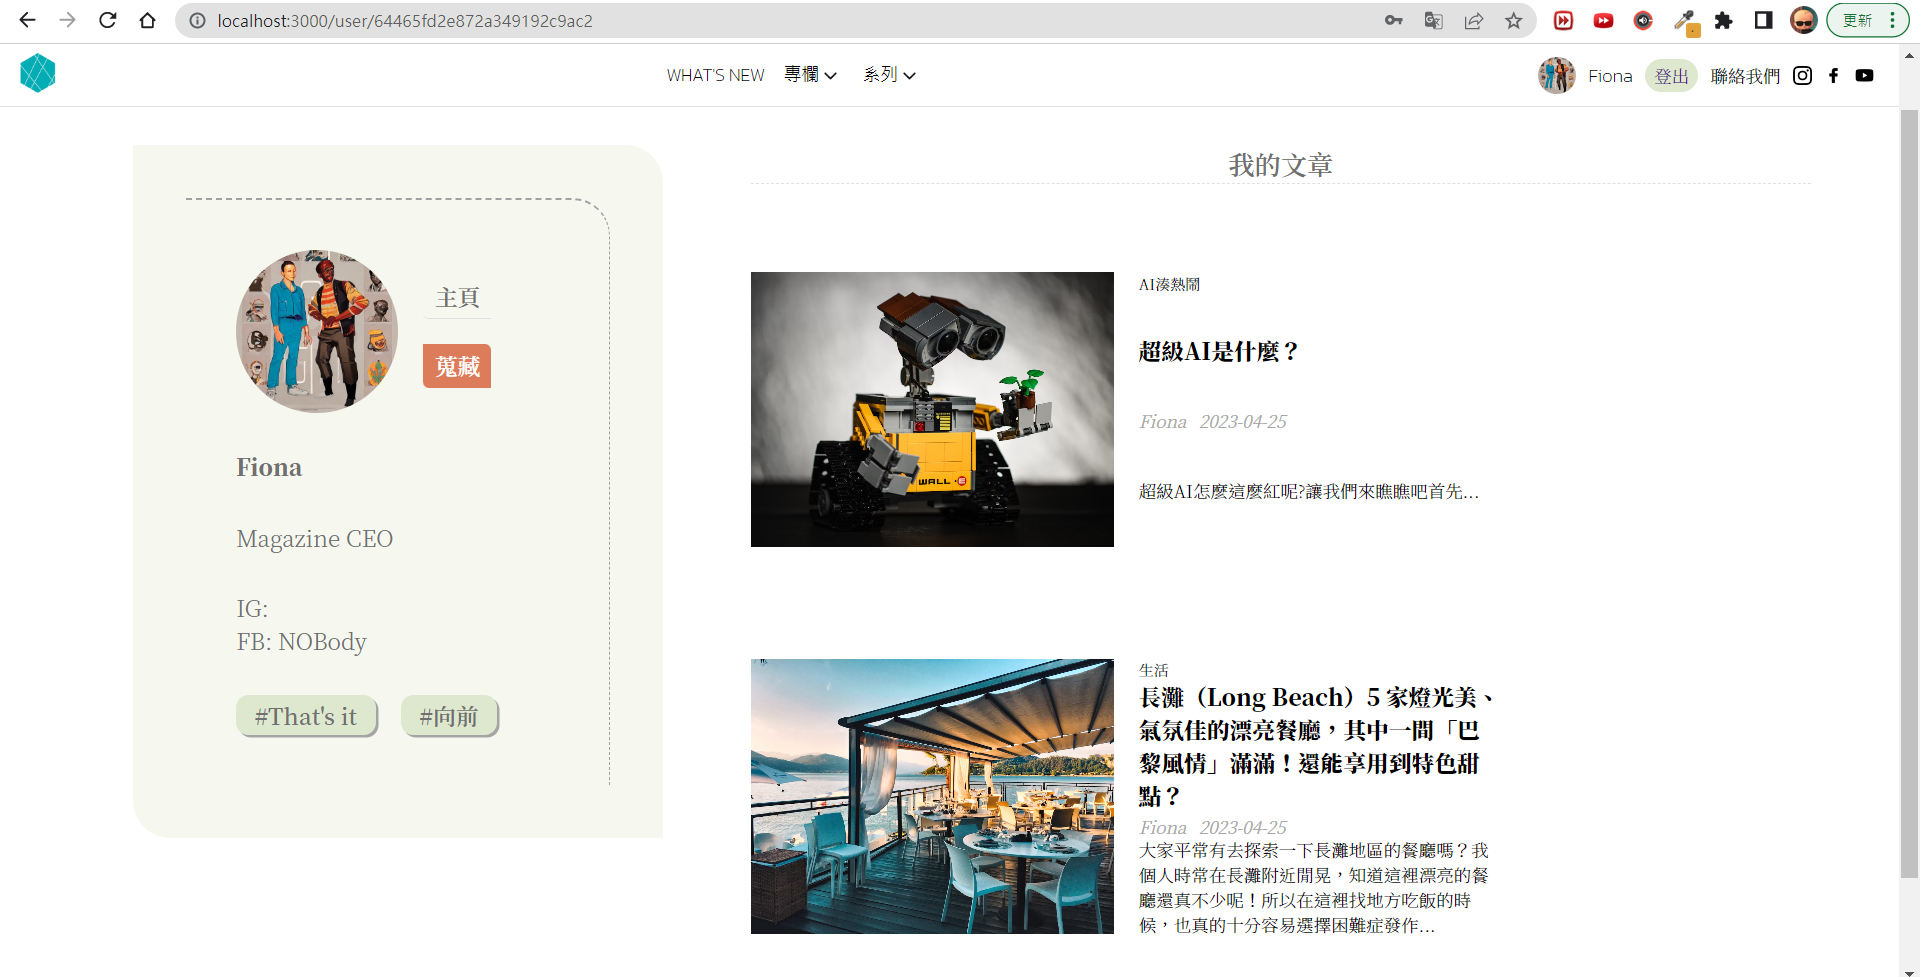 localhost:3000/user/64465fd2e872a349192c9ac2
更新
WHAT'S NEW 專欄 系列
Fiona 登出 聯絡我們
主頁
蒐藏
Fiona
Magazine CEO
IG:
FB: NOBody
#That's it #向前
我的文章
AI湊熱鬧
超級AI是什麼？
Fiona 2023-04-25
超級AI怎麼這麼紅呢?讓我們來瞧瞧吧首先...
WALL·E
生活
長灘（Long Beach）5 家燈光美、
氣氛佳的漂亮餐廳，其中一間「巴
黎風情」滿滿！還能享用到特色甜
點？
Fiona 2023-04-25
大家平常有去探索一下長灘地區的餐廳嗎？我
個人時常在長灘附近閒晃，知道這裡漂亮的餐
廳還真不少呢！所以在這裡找地方吃飯的時
候，也真的十分容易選擇困難症發作...